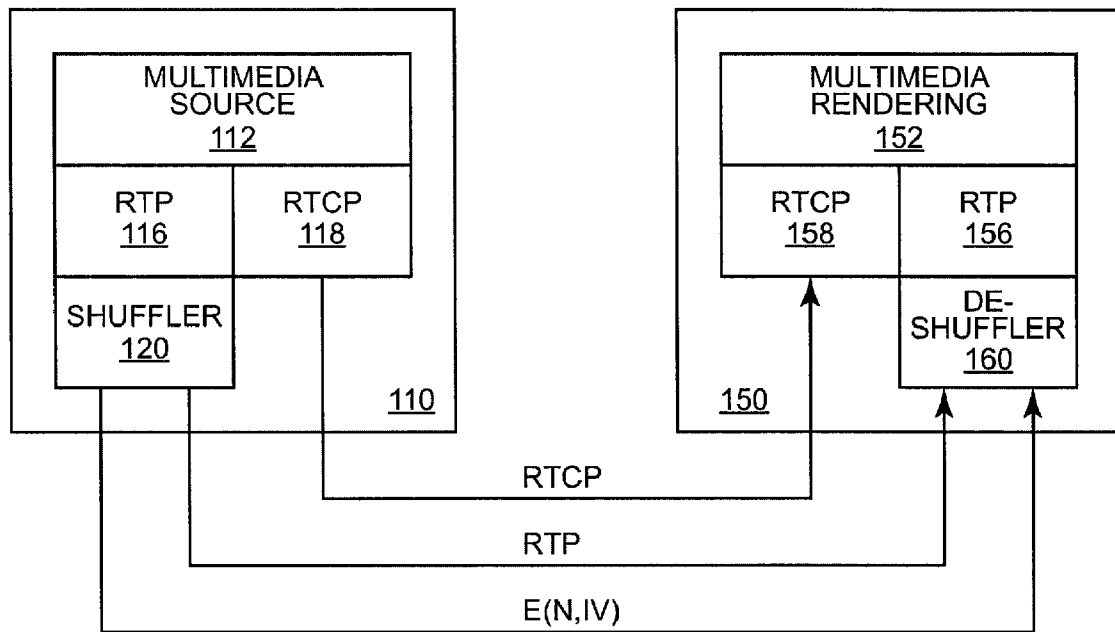 MULTIMEDIA
SOURCE
112
RTP
116
RTCP
118
SHUFFLER
120
110
MULTIMEDIA
RENDERING
152
RTCP
158
RTP
156
DE-
SHUFFLER
160
150
RTCP
RTP
E(N,IV)